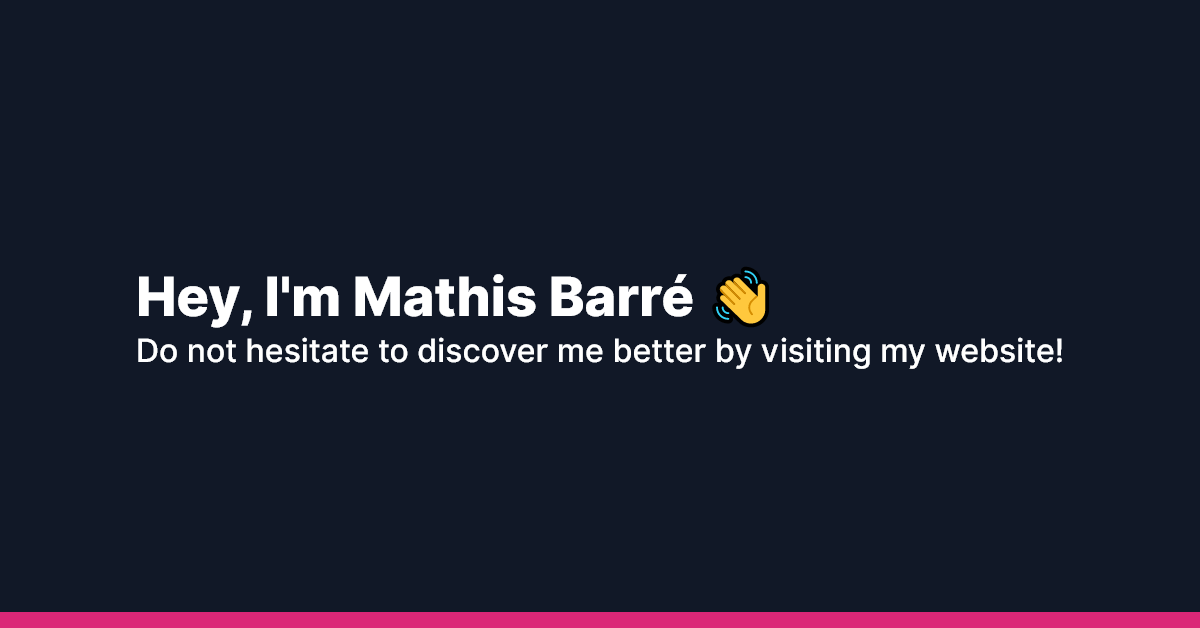 Hey, I'm Mathis Barré 👋
Do not hesitate to discover me better by visiting my website!